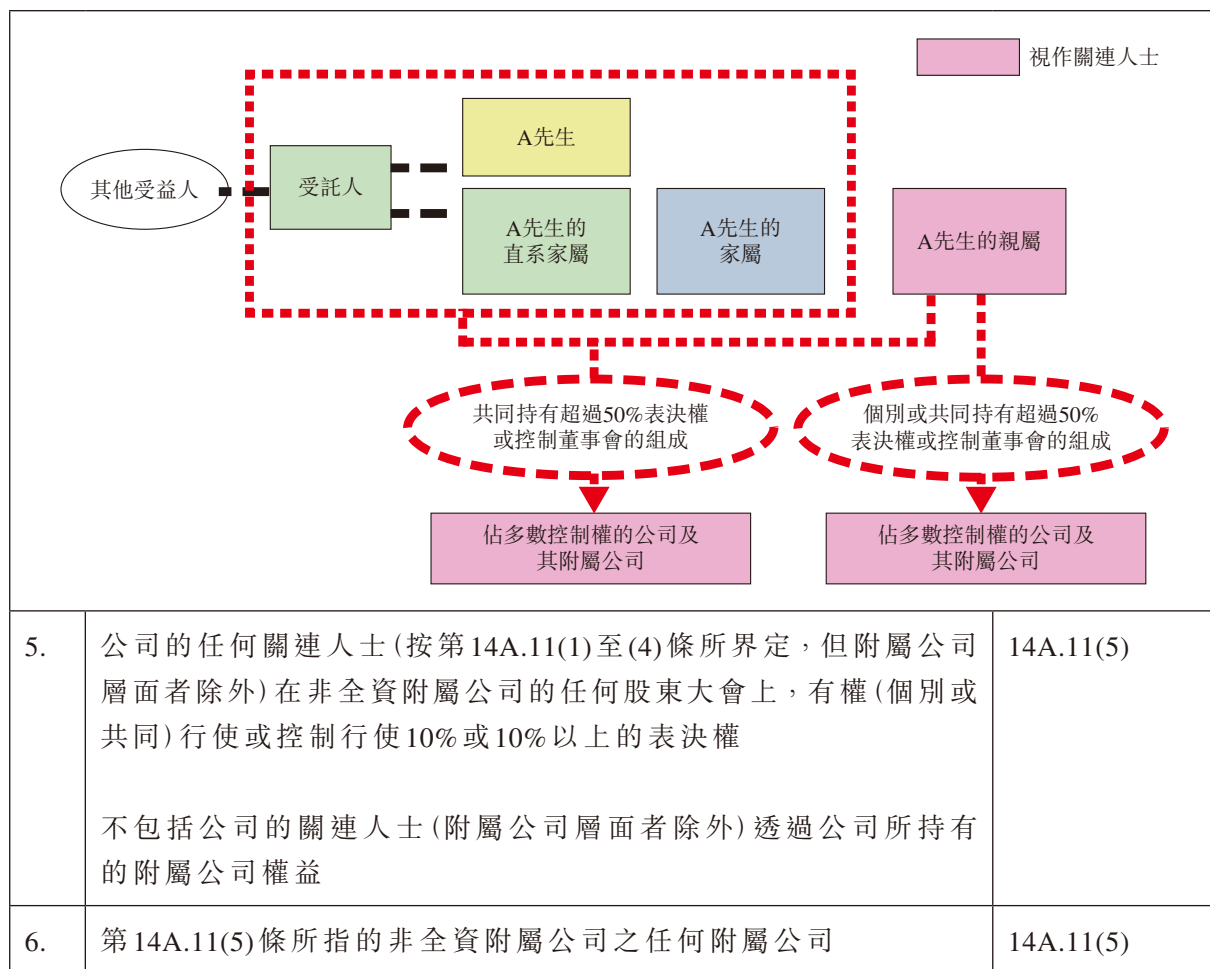 視作關連人士
A先生
其他受益人
受託人
A先生的
直系家屬
A先生的
家屬
A先生的親屬
共同持有超過50%表決權
或控制董事會的組成
個別或共同持有超過50%
表決權或控制董事會的組成
佔多數控制權的公司及
其附屬公司
佔多數控制權的公司及
其附屬公司
5. 公司的任何關連人士(按第14A.11(1)至(4)條所界定,但附屬公司 14A.11(5)
層面者除外)在非全資附屬公司的任何股東大會上,有權(個別或
共同)行使或控制行使10%或10%以上的表決權
不包括公司的關連人士(附屬公司層面者除外)透過公司所持有
的附屬公司權益
6. 第14A.11(5)條所指的非全資附屬公司之任何附屬公司 14A.11(5)